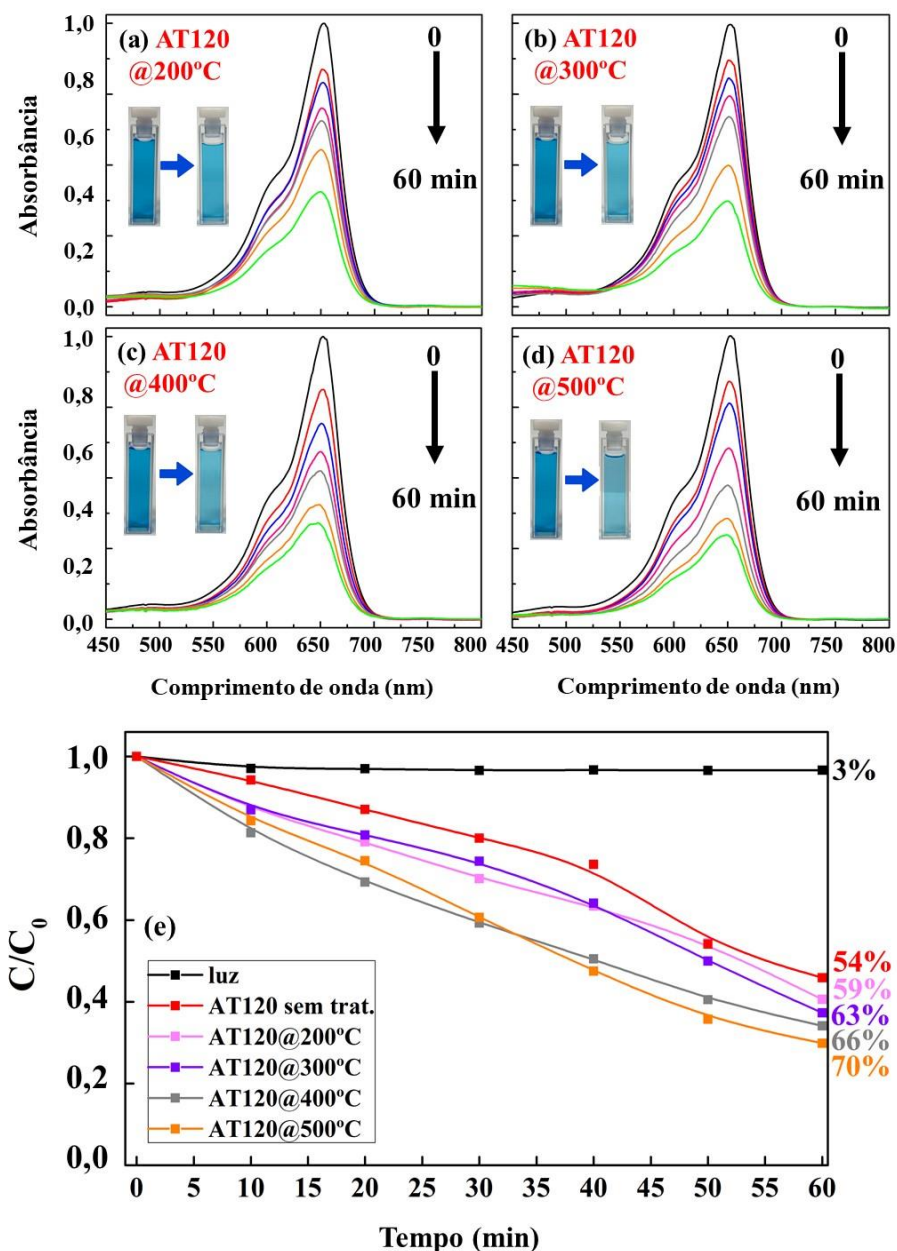 (a) AT120
@200ºC
0
60 min
(b) AT120
@300ºC
0
60 min
Absorbância
1,0
0,8
0,6
0,4
0,2
0,0
(c) AT120
@400ºC
0
60 min
(d) AT120
@500ºC
0
60 min
Absorbância
1,0
0,8
0,6
0,4
0,2
0,0
450 500 550 600 650 700 750 800
450 500 550 600 650 700 750 800
Comprimento de onda (nm)
Comprimento de onda (nm)
C/C0
1,0
0,8
0,6
0,4
0,2
0,0
(e)
luz
AT120 sem trat.
AT120@200ºC
AT120@300ºC
AT120@400ºC
AT120@500ºC
3%
54%
59%
63%
66%
70%
0 5 10 15 20 25 30 35 40 45 50 55 60
Tempo (min)